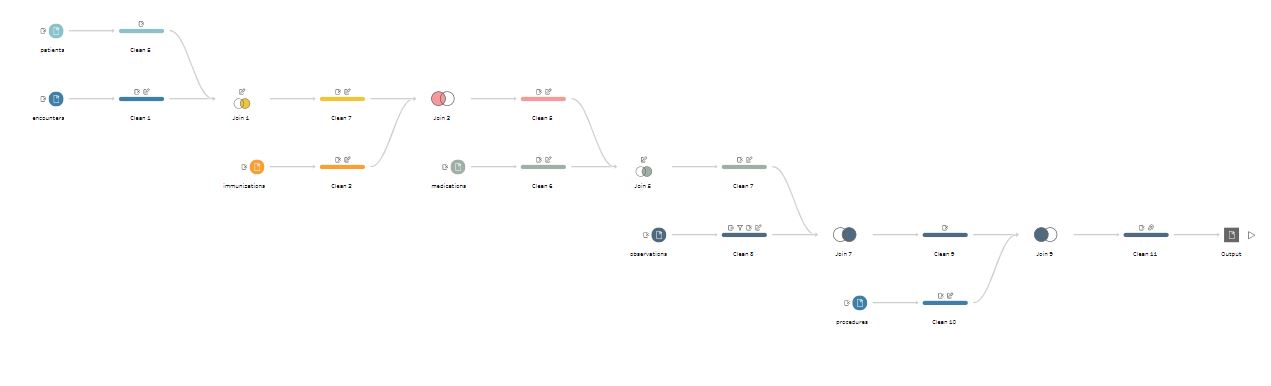 patients
Clean 5
encounters
Clean 1
Join 1
Clean 7
Join 2
Clean 5
immunizations
Clean 2
medications
Clean 6
Join 5
Clean 7
observations
Clean 8
Join 7
Clean 9
Join 9
Clean 11
Output
procedures
Clean 10